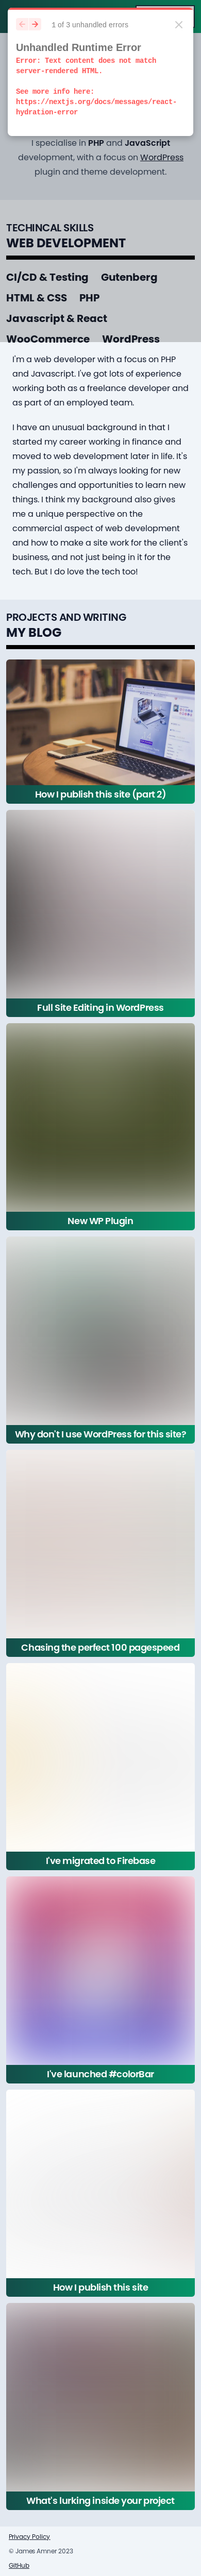 1 of 3 unhandled errors
Unhandled Runtime Error
Error: Text content does not match
server-rendered HTML.
See more info here:
https://nextjs.org/docs/messages/react-
hydration-error
I specialise in PHP and JavaScript
development, with a focus on WordPress
plugin and theme development.
TECHINCAL SKILLS
WEB DEVELOPMENT
CI/CD & Testing Gutenberg
HTML & CSS PHP
Javascript & React
WooCommerce WordPress
I'm a web developer with a focus on PHP
and Javascript. I've got lots of experience
working both as a freelance developer and
as part of an employed team.
I have an unusual background in that I
started my career working in finance and
moved to web development later in life. It's
my passion, so I'm always looking for new
challenges and opportunities to learn new
things. I think my background also gives
me a unique perspective on the
commercial aspect of web development
and how to make a site work for the client's
business, and not just being in it for the
tech. But I do love the tech too!
PROJECTS AND WRITING
MY BLOG
How I publish this site (part 2)
Full Site Editing in WordPress
New WP Plugin
Why don't I use WordPress for this site?
Chasing the perfect 100 pagespeed
I've migrated to Firebase
I've launched #colorBar
How I publish this site
What's lurking inside your project
Privacy Policy
© James Amner 2023
GitHub